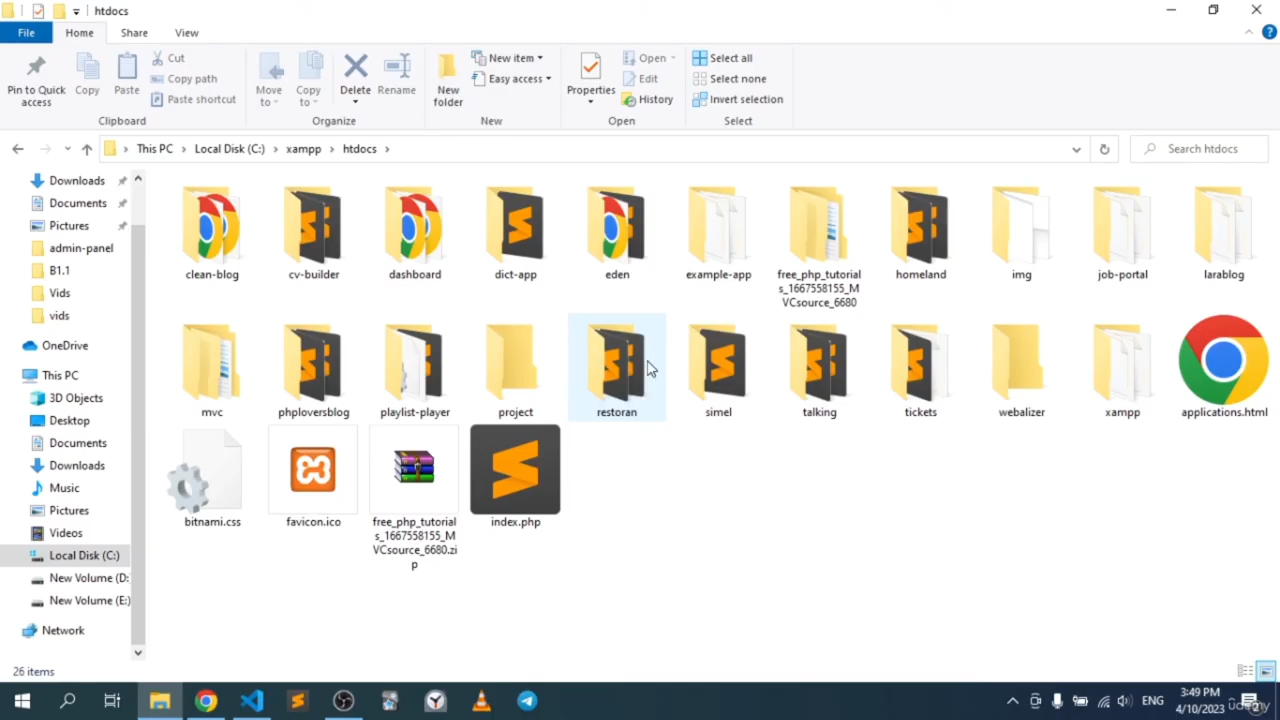 htdocs
File Home Share View
Pin to Quick access
Copy
Paste
Cut
Copy path
Paste shortcut
Clipboard
Move to
Copy to
Delete
Rename
Organize
New folder
New item
Easy access
New
Properties
Open
Edit
History
Open
Select all
Select none
Invert selection
Select
This PC > Local Disk (C:) > xampp > htdocs >
Search htdocs
Downloads
Documents
Pictures
admin-panel
B1.1
Vids
vids
OneDrive
This PC
3D Objects
Desktop
Documents
Downloads
Music
Pictures
Videos
Local Disk (C:)
New Volume (D:
New Volume (E:)
Network
clean-blog
cv-builder
dashboard
dict-app
eden
example-app
free_php_tutorial
s_1667558155_M
VCsource_6680
homeland
img
job-portal
larablog
mvc
phploversblog
playlist-player
project
restoran
simel
talking
tickets
webalizer
xampp
applications.html
bitnami.css
favicon.ico
free_php_tutorial
s_1667558155_M
VCsource_6680.zi
p
index.php
26 items
ENG
3:49 PM
4/10/2023
udemy